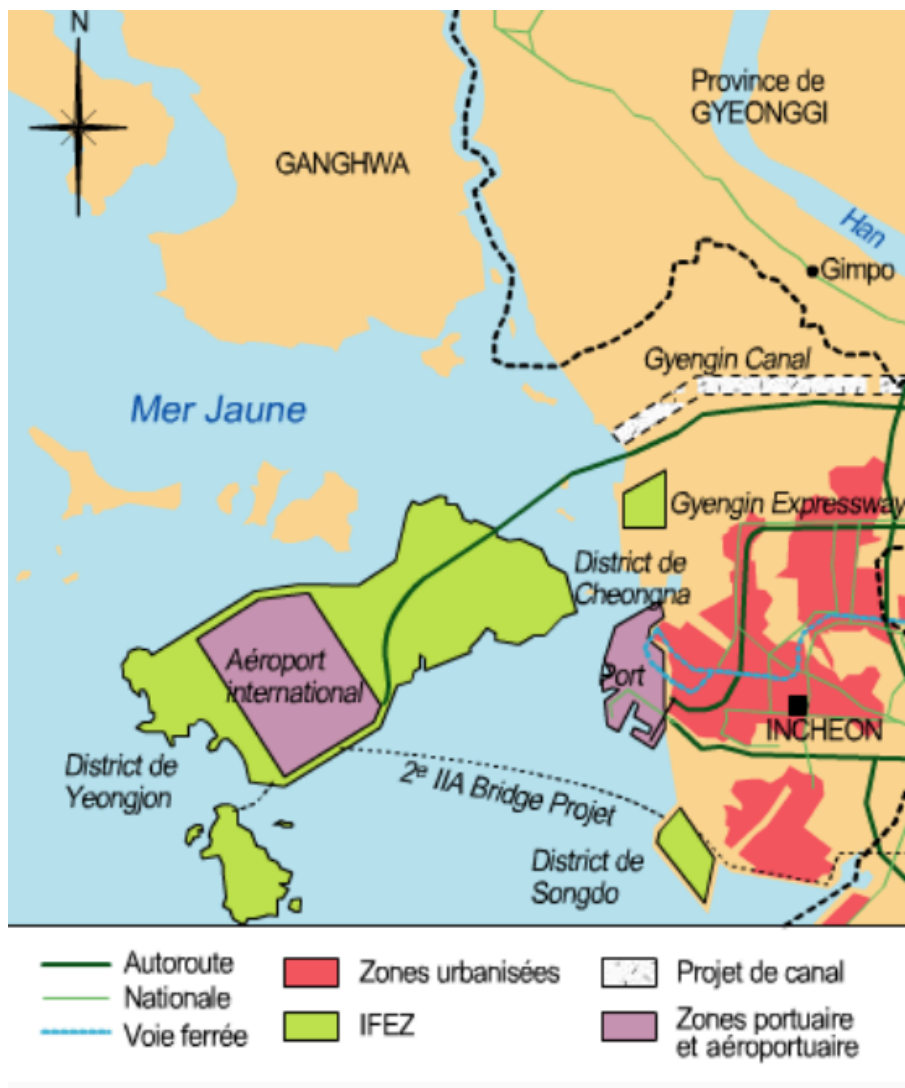 N
Province de
GYEONGGI
GANGHWA
Han
Gimpo
Gyengin Canal
Mer Jaune
Gyengin Expressway
District de
Cheongna
Aéroport
international
Port
INCHEON
District de
Yeongjon
2e IIA Bridge Projet
District de
Songdo
Autoroute
Nationale
Voie ferrée
Zones urbanisées
IFEZ
Projet de canal
Zones portuaire
et aéroportuaire